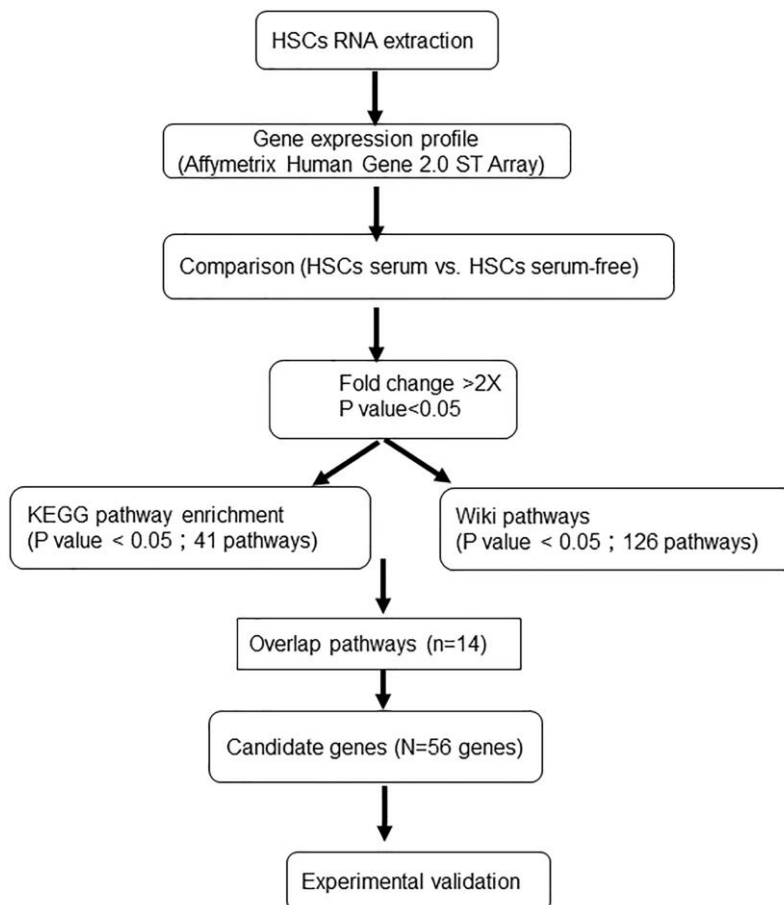 HSCs RNA extraction
Gene expression profile
(Affymetrix Human Gene 2.0 ST Array)
Comparison (HSCs serum vs. HSCs serum-free)
Fold change >2X
P value<0.05
KEGG pathway enrichment
(P value < 0.05 ; 41 pathways)
Wiki pathways
(P value < 0.05 ; 126 pathways)
Overlap pathways (n=14)
Candidate genes (N=56 genes)
Experimental validation